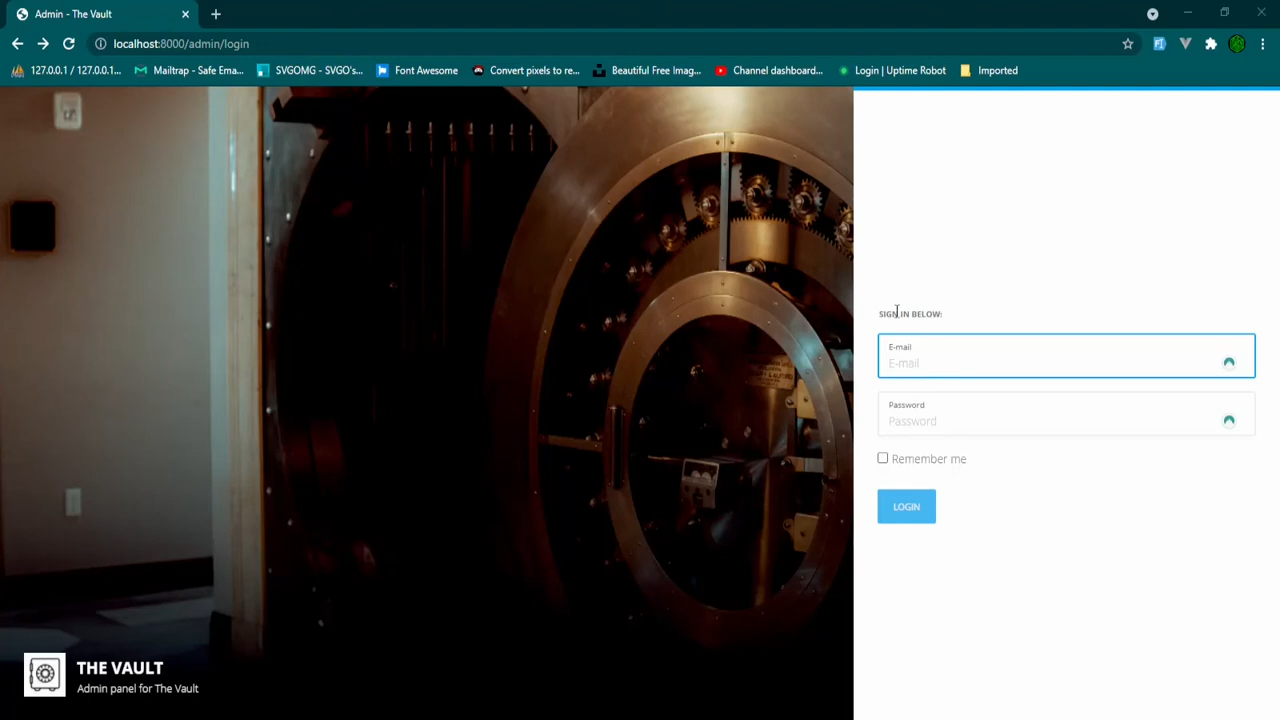 Admin - The Vault
localhost:8000/admin/login
127.0.0.1 / 127.0.0.1...
Mailtrap - Safe Ema...
SVGOMG - SVGO's...
Font Awesome
Convert pixels to re...
Beautiful Free Imag...
Channel dashboard...
Login | Uptime Robot
Imported
SIGN IN BELOW:
E-mail
E-mail
Password
Password
Remember me
LOGIN
THE VAULT
Admin panel for The Vault